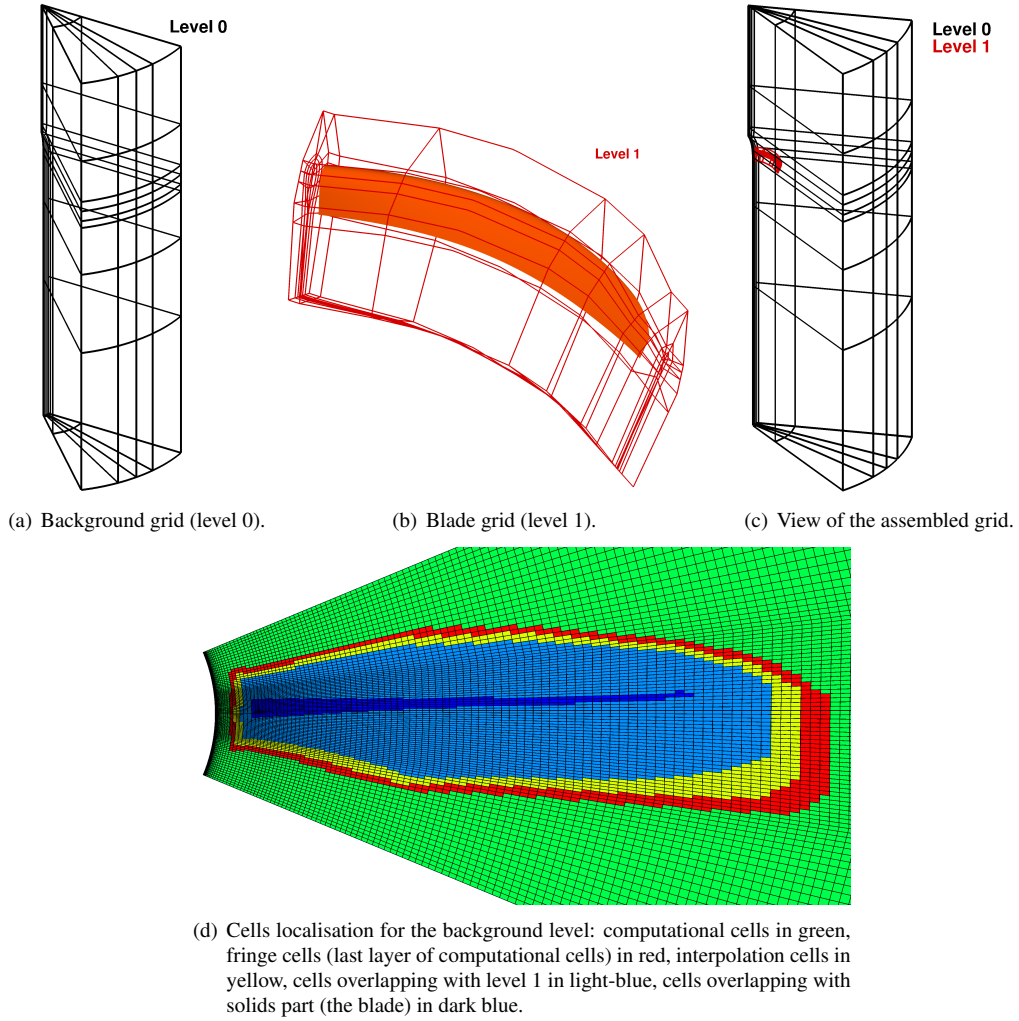 Level 0
Level 1
Level 0
Level 1
(a) Background grid (level 0).
(b) Blade grid (level 1).
(c) View of the assembled grid.
(d) Cells localisation for the background level: computational cells in green,
fringe cells (last layer of computational cells) in red, interpolation cells in
yellow, cells overlapping with level 1 in light-blue, cells overlapping with
solids part (the blade) in dark blue.